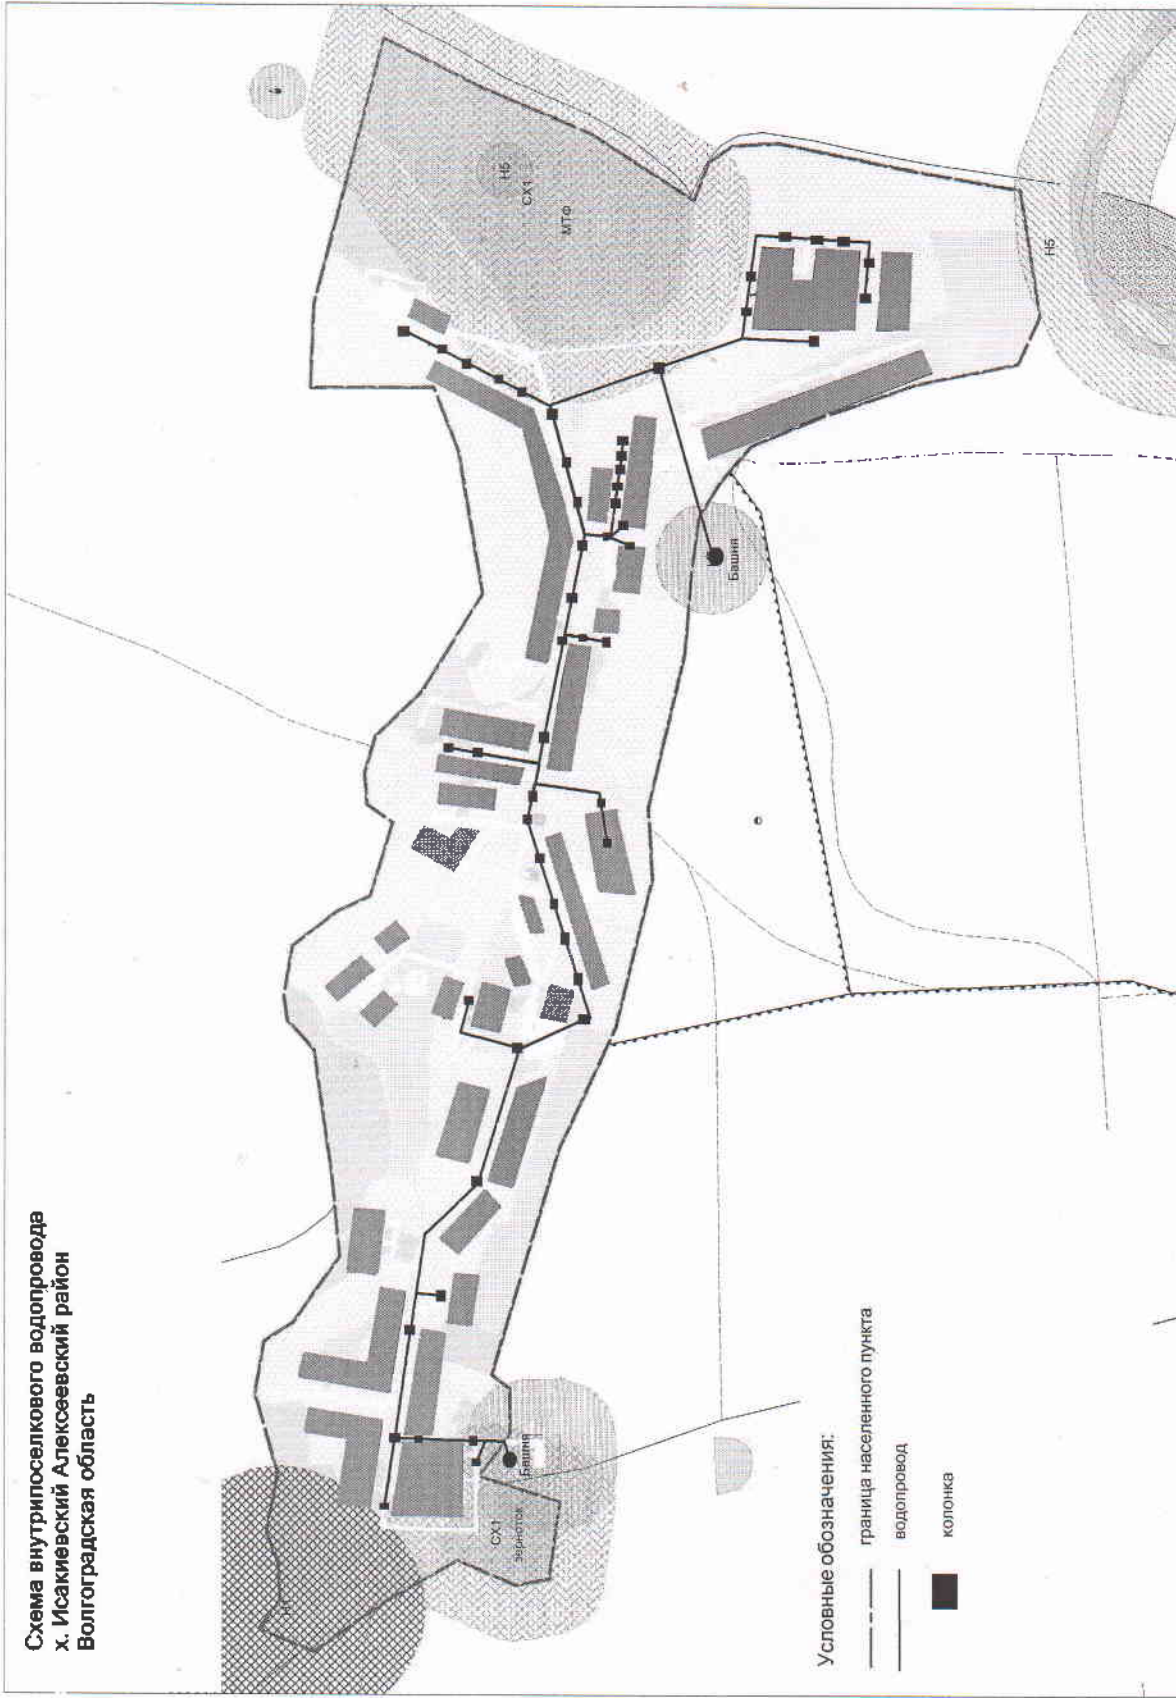 Схема внутрипоселкового водопровода
х. Исакиевский Алексеевский район
Волгоградская область
Н5
СХ1
МТФ
Н5
Башня
Башня
СХ1
зерноток
Н1
Условные обозначения:
граница населенного пункта
водопровод
колонка